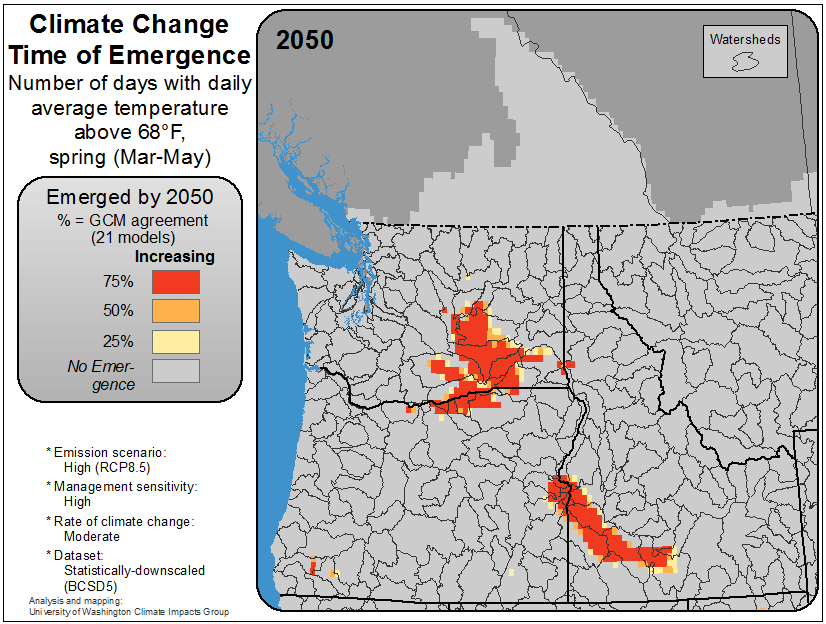 Climate Change
Time of Emergence
Number of days with daily
average temperature
above 68°F,
spring (Mar-May)
Emerged by 2050
% = GCM agreement
(21 models)
Increasing
75%
50%
25%
No Emer-
gence
* Emission scenario:
High (RCP8.5)
* Management sensitivity:
High
* Rate of climate change:
Moderate
* Dataset:
Statistically-downscaled
(BCSD5)
Analysis and mapping:
University of Washington Climate Impacts Group
2050
Watersheds